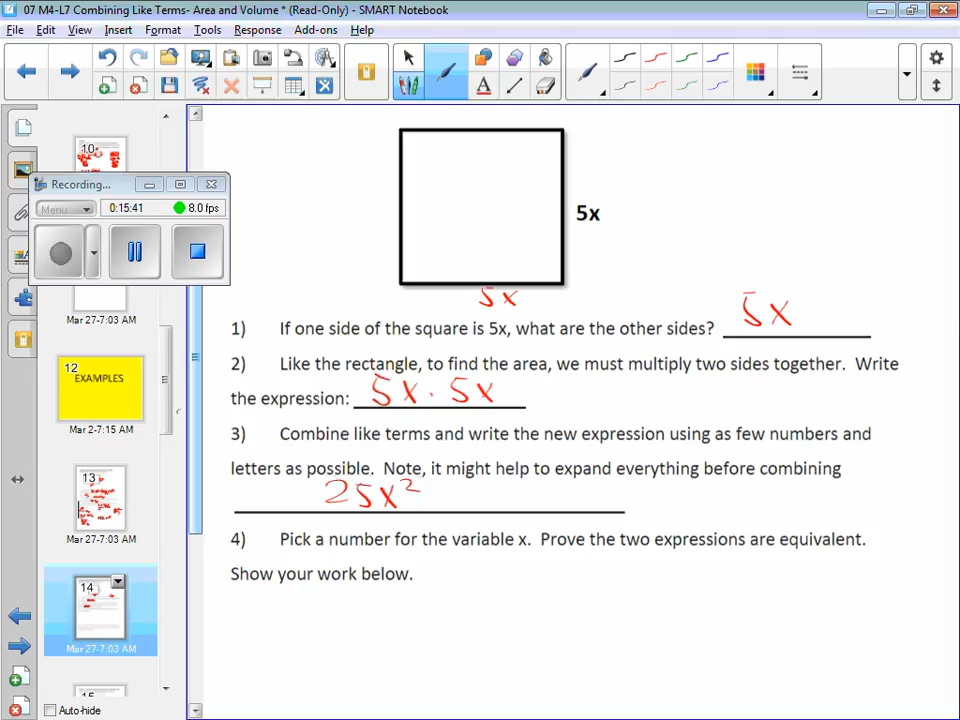 07 M4-L7 Combining Like Terms- Area and Volume * (Read-Only) - SMART Notebook
File Edit View Insert Format Tools Response Add-ons Help
10
Recording...
Menu 0:15:41 8.0 fps
Mar 27-7:03 AM
12
EXAMPLES
Mar 2-7:15 AM
13
Mar 27-7:03 AM
14
Mar 27-7:03 AM
15
Auto-hide
5x
5x
1) If one side of the square is 5x, what are the other sides? 5x
2) Like the rectangle, to find the area, we must multiply two sides together. Write
the expression: 5x · 5x
3) Combine like terms and write the new expression using as few numbers and
letters as possible. Note, it might help to expand everything before combining
25x²
4) Pick a number for the variable x. Prove the two expressions are equivalent.
Show your work below.